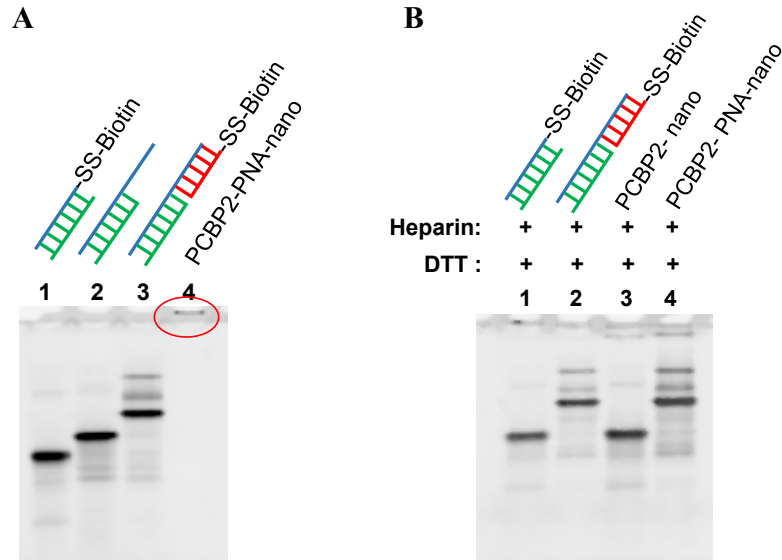 A
-SS-Biotin
-SS-Biotin
PCBP2-PNA-nano
1 2 3 4
B
-SS-Biotin
-SS-Biotin
PCBP2- nano
PCBP2- PNA-nano
Heparin: + + + +
DTT : + + + +
1 2 3 4